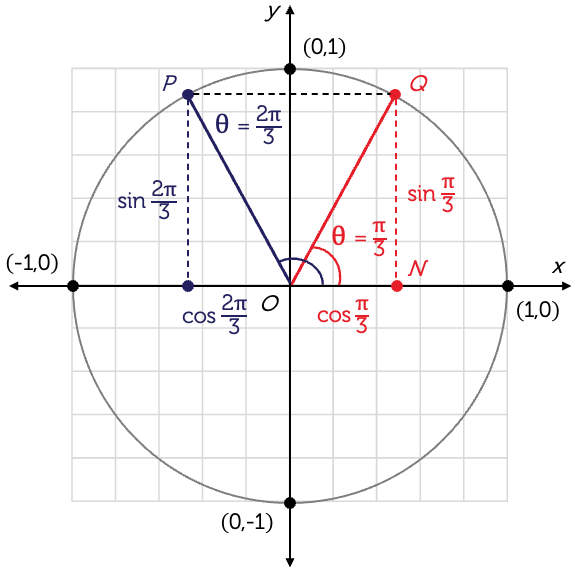 y
(0,1)
P
Q
θ = 2π/3
sin 2π/3
sin π/3
θ = π/3
(-1,0)
N
x
O
cos 2π/3
cos π/3
(1,0)
(0,-1)